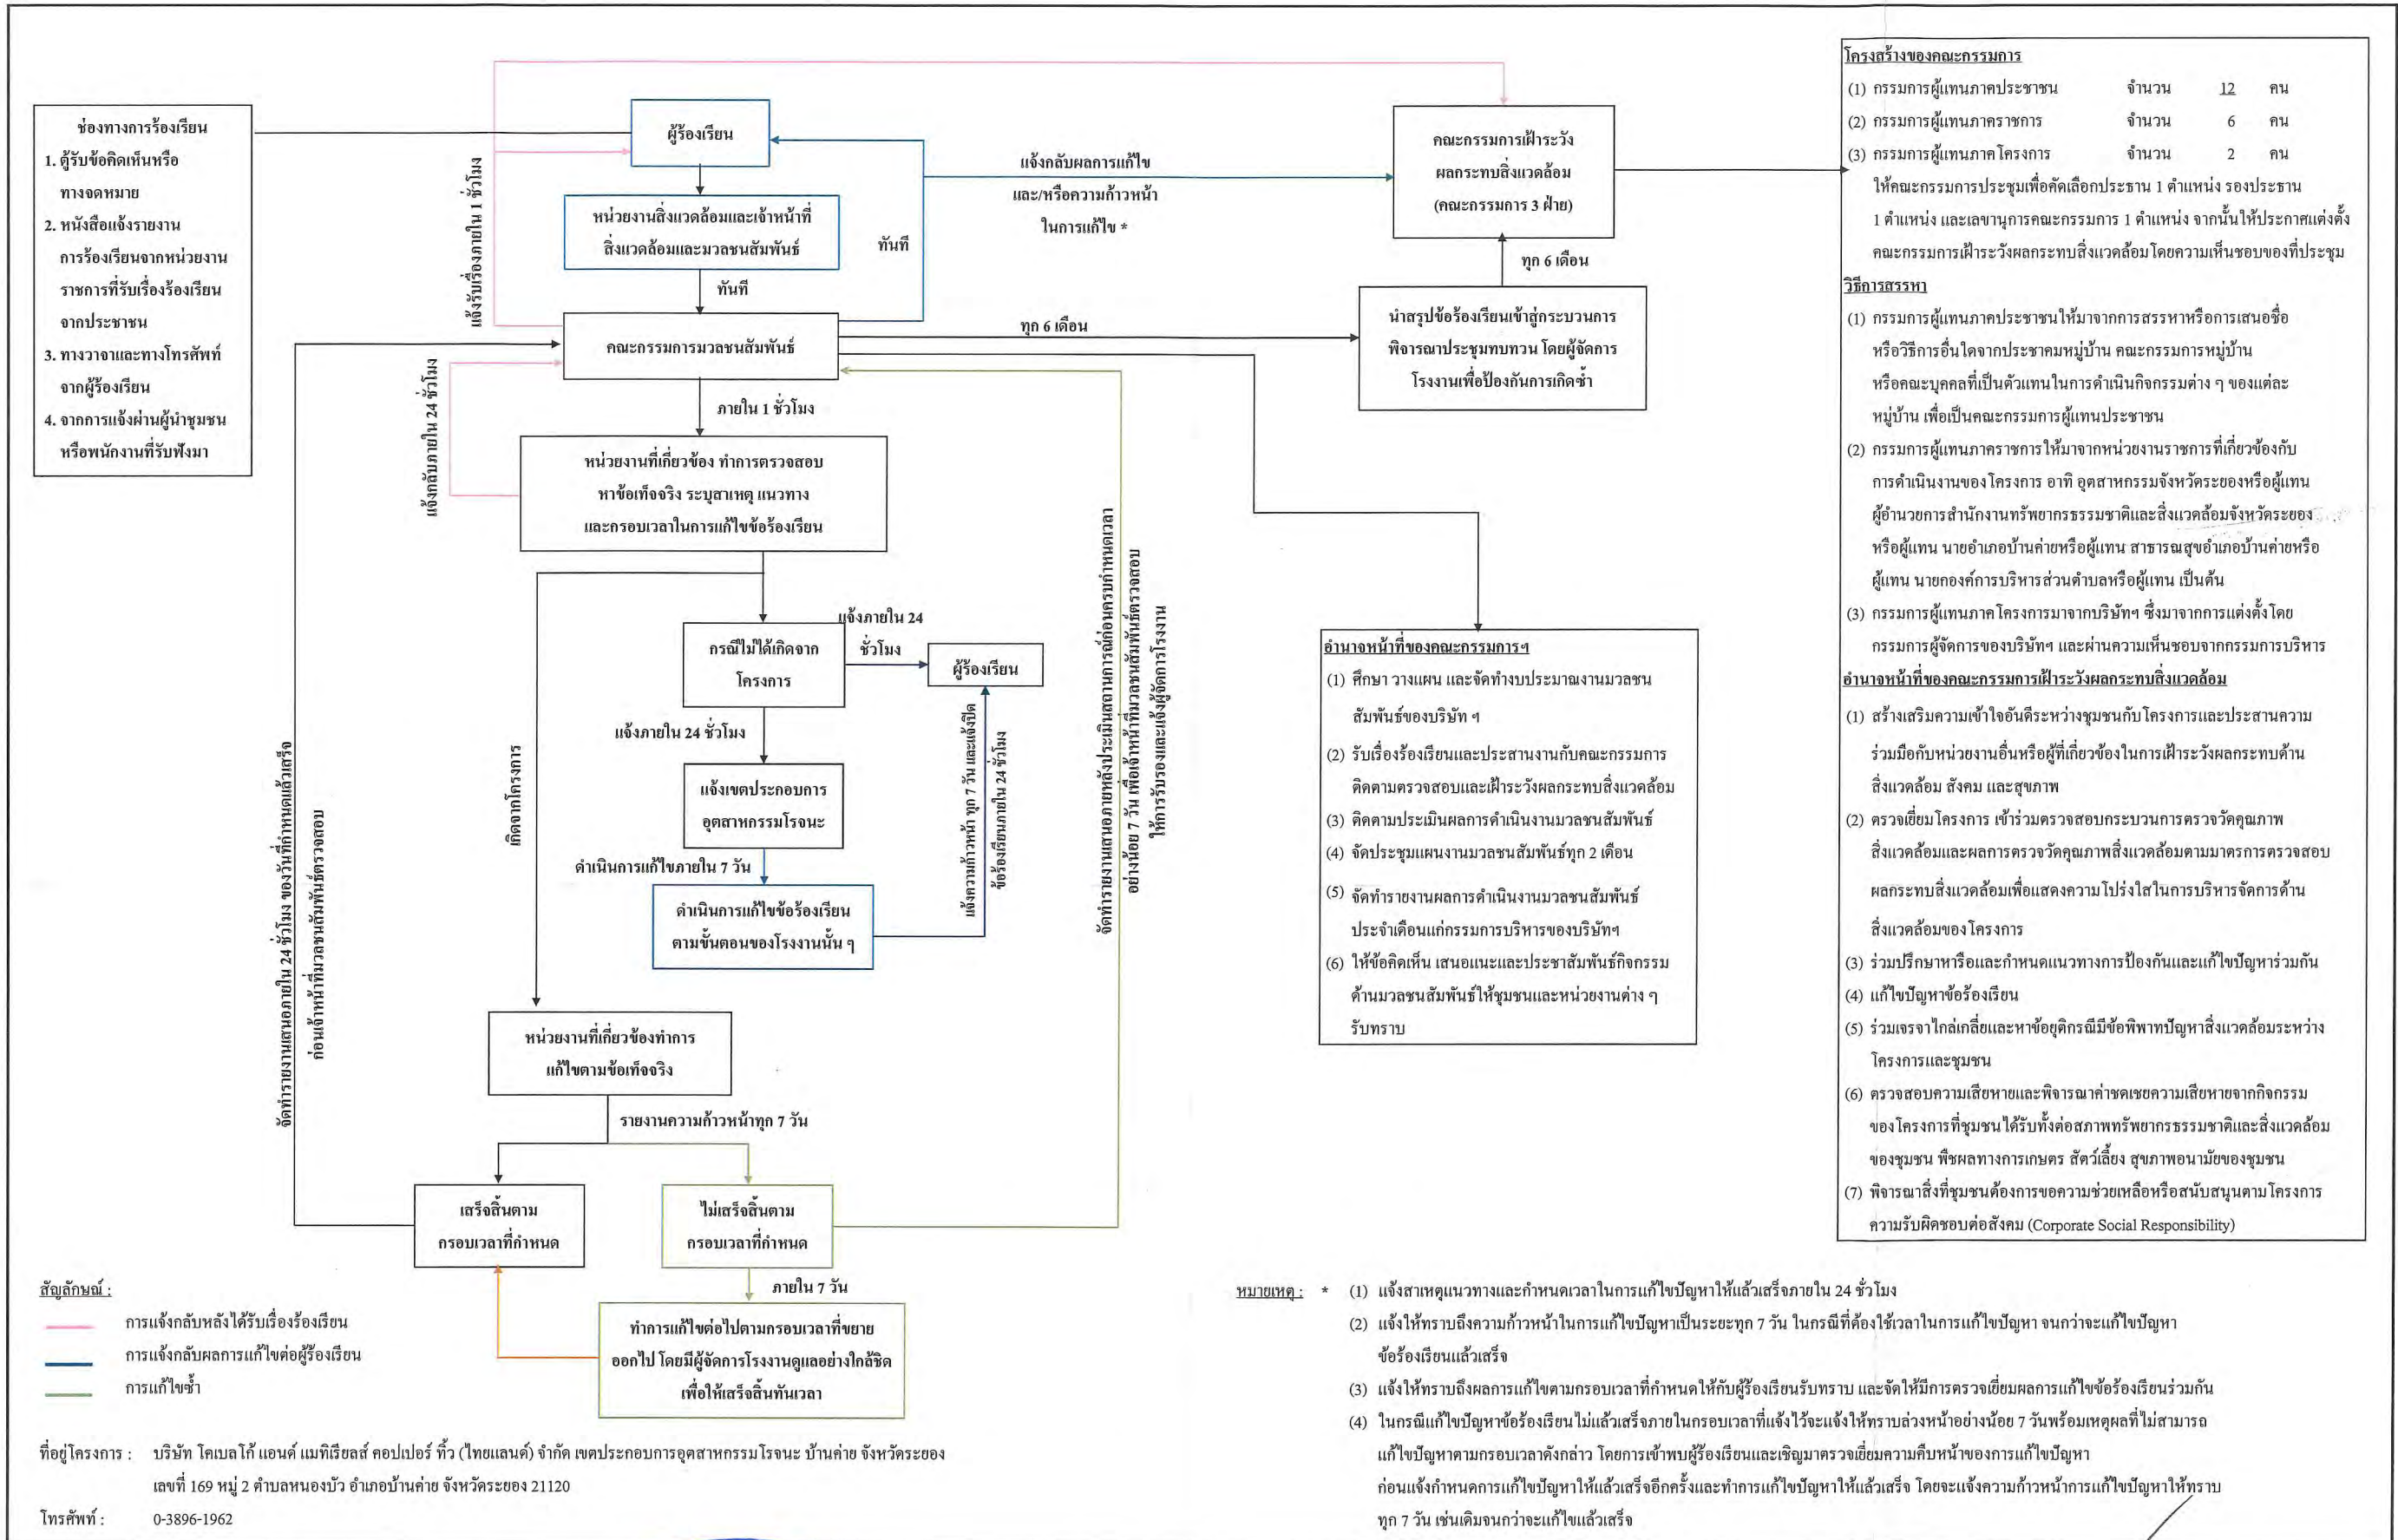 ช่องทางการร้องเรียน
1. ตู้รับข้อคิดเห็นหรือ
ทางจดหมาย
2. หนังสือแจ้งรายงาน
การร้องเรียนจากหน่วยงาน
ราชการที่รับเรื่องร้องเรียน
จากประชาชน
3. ทางวาจาและทางโทรศัพท์
จากผู้ร้องเรียน
4. จากการแจ้งผ่านผู้นำชุมชน
หรือพนักงานที่รับฟังมา
ผู้ร้องเรียน
หน่วยงานสิ่งแวดล้อมและเจ้าหน้าที่
สิ่งแวดล้อมและมวลชนสัมพันธ์
ทันที
แจ้งรับเรื่องภายใน 1 ชั่วโมง
ทันที
แจ้งกลับผลการแก้ไข
และ/หรือความก้าวหน้า
ในการแก้ไข *
คณะกรรมการเฝ้าระวัง
ผลกระทบสิ่งแวดล้อม
(คณะกรรมการ 3 ฝ่าย)
ทุก 6 เดือน
คณะกรรมการมวลชนสัมพันธ์
ทุก 6 เดือน
นำสรุปข้อร้องเรียนเข้าสู่กระบวนการ
พิจารณาประชุมทบทวน โดยผู้จัดการ
โรงงานเพื่อป้องกันการเกิดซ้ำ
ภายใน 1 ชั่วโมง
แจ้งกลับภายใน 24 ชั่วโมง
หน่วยงานที่เกี่ยวข้อง ทำการตรวจสอบ
หาข้อเท็จจริง ระบุสาเหตุ แนวทาง
และกรอบเวลาในการแก้ไขข้อร้องเรียน
กรณีไม่ได้เกิดจาก
โครงการ
แจ้งภายใน 24
ชั่วโมง
ผู้ร้องเรียน
แจ้งภายใน 24 ชั่วโมง
แจ้งเขตประกอบการ
อุตสาหกรรมโรจนะ
ดำเนินการแก้ไขภายใน 7 วัน
ดำเนินการแก้ไขข้อร้องเรียน
ตามขั้นตอนของโรงงานนั้น ๆ
แจ้งความก้าวหน้า ทุก 7 วัน และแจ้งปิด
ข้อร้องเรียนภายใน 24 ชั่วโมง
เกิดจากโครงการ
หน่วยงานที่เกี่ยวข้องทำการ
แก้ไขตามข้อเท็จจริง
รายงานความก้าวหน้าทุก 7 วัน
เสร็จสิ้นตาม
กรอบเวลาที่กำหนด
ไม่เสร็จสิ้นตาม
กรอบเวลาที่กำหนด
ภายใน 7 วัน
ทำการแก้ไขต่อไปตามกรอบเวลาที่ขยาย
ออกไป โดยมีผู้จัดการโรงงานดูแลอย่างใกล้ชิด
เพื่อให้เสร็จสิ้นทันเวลา
จัดทำรายงานเสนอภายใน 24 ชั่วโมง ของวันที่กำหนดแล้วเสร็จ
ก่อนเจ้าหน้าที่มวลชนสัมพันธ์ตรวจสอบ
จัดทำรายงานเสนอภายหลังประเมินสถานการณ์ก่อนครบกำหนดเวลา
อย่างน้อย 7 วัน เพื่อเจ้าหน้าที่มวลชนสัมพันธ์ตรวจสอบ
ให้การรับรองและแจ้งผู้จัดการโรงงาน
อำนาจหน้าที่ของคณะกรรมการฯ
(1) ศึกษา วางแผน และจัดทำงบประมาณงานมวลชน
สัมพันธ์ของบริษัท ฯ
(2) รับเรื่องร้องเรียนและประสานงานกับคณะกรรมการ
ติดตามตรวจสอบและเฝ้าระวังผลกระทบสิ่งแวดล้อม
(3) ติดตามประเมินผลการดำเนินงานมวลชนสัมพันธ์
(4) จัดประชุมแผนงานมวลชนสัมพันธ์ทุก 2 เดือน
(5) จัดทำรายงานผลการดำเนินงานมวลชนสัมพันธ์
ประจำเดือนแก่กรรมการบริหารของบริษัทฯ
(6) ให้ข้อคิดเห็น เสนอแนะและประชาสัมพันธ์กิจกรรม
ด้านมวลชนสัมพันธ์ให้ชุมชนและหน่วยงานต่าง ๆ
รับทราบ
โครงสร้างของคณะกรรมการ
(1) กรรมการผู้แทนภาคประชาชน จำนวน 12 คน
(2) กรรมการผู้แทนภาคราชการ จำนวน 6 คน
(3) กรรมการผู้แทนภาคโครงการ จำนวน 2 คน
ให้คณะกรรมการประชุมเพื่อคัดเลือกประธาน 1 ตำแหน่ง รองประธาน
1 ตำแหน่ง และเลขานุการคณะกรรมการ 1 ตำแหน่ง จากนั้นให้ประกาศแต่งตั้ง
คณะกรรมการเฝ้าระวังผลกระทบสิ่งแวดล้อมโดยความเห็นชอบของที่ประชุม
วิธีการสรรหา
(1) กรรมการผู้แทนภาคประชาชนให้มาจากการสรรหาหรือการเสนอชื่อ
หรือวิธีการอื่นใดจากประชาคมหมู่บ้าน คณะกรรมการหมู่บ้าน
หรือคณะบุคคลที่เป็นตัวแทนในการดำเนินกิจกรรมต่าง ๆ ของแต่ละ
หมู่บ้าน เพื่อเป็นคณะกรรมการผู้แทนประชาชน
(2) กรรมการผู้แทนภาคราชการให้มาจากหน่วยงานราชการที่เกี่ยวข้องกับ
การดำเนินงานของโครงการ อาทิ อุตสาหกรรมจังหวัดระยองหรือผู้แทน
ผู้อำนวยการสำนักงานทรัพยากรธรรมชาติและสิ่งแวดล้อมจังหวัดระยอง
หรือผู้แทน นายอำเภอบ้านค่ายหรือผู้แทน สาธารณสุขอำเภอบ้านค่ายหรือ
ผู้แทน นายกองค์การบริหารส่วนตำบลหรือผู้แทน เป็นต้น
(3) กรรมการผู้แทนภาคโครงการมาจากบริษัทฯ ซึ่งมาจากการแต่งตั้งโดย
กรรมการผู้จัดการของบริษัทฯ และผ่านความเห็นชอบจากกรรมการบริหาร
อำนาจหน้าที่ของคณะกรรมการเฝ้าระวังผลกระทบสิ่งแวดล้อม
(1) สร้างเสริมความเข้าใจอันดีระหว่างชุมชนกับโครงการและประสานความ
ร่วมมือกับหน่วยงานอื่นหรือผู้ที่เกี่ยวข้องในการเฝ้าระวังผลกระทบด้าน
สิ่งแวดล้อม สังคม และสุขภาพ
(2) ตรวจเยี่ยมโครงการ เข้าร่วมตรวจสอบกระบวนการตรวจวัดคุณภาพ
สิ่งแวดล้อมและผลการตรวจวัดคุณภาพสิ่งแวดล้อมตามมาตรการตรวจสอบ
ผลกระทบสิ่งแวดล้อมเพื่อแสดงความโปร่งใสในการบริหารจัดการด้าน
สิ่งแวดล้อมของโครงการ
(3) ร่วมปรึกษาหารือและกำหนดแนวทางการป้องกันและแก้ไขปัญหาร่วมกัน
(4) แก้ไขปัญหาข้อร้องเรียน
(5) ร่วมเจรจาไกล่เกลี่ยและหาข้อยุติกรณีมีข้อพิพาทปัญหาสิ่งแวดล้อมระหว่าง
โครงการและชุมชน
(6) ตรวจสอบความเสียหายและพิจารณาค่าชดเชยความเสียหายจากกิจกรรม
ของโครงการที่ชุมชนได้รับทั้งต่อสภาพทรัพยากรธรรมชาติและสิ่งแวดล้อม
ของชุมชน พืชผลทางการเกษตร สัตว์เลี้ยง สุขภาพอนามัยของชุมชน
(7) พิจารณาสิ่งที่ชุมชนต้องการขอความช่วยเหลือหรือสนับสนุนตามโครงการ
ความรับผิดชอบต่อสังคม (Corporate Social Responsibility)
สัญลักษณ์ :
การแจ้งกลับหลังได้รับเรื่องร้องเรียน
การแจ้งกลับผลการแก้ไขต่อผู้ร้องเรียน
การแก้ไขซ้ำ
ที่อยู่โครงการ : บริษัท โคเบลโก้ แอนด์ แมทิเรียลส์ คอปเปอร์ ทิ้ว (ไทยแลนด์) จำกัด เขตประกอบการอุตสาหกรรมโรจนะ บ้านค่าย จังหวัดระยอง
เลขที่ 169 หมู่ 2 ตำบลหนองบัว อำเภอบ้านค่าย จังหวัดระยอง 21120
โทรศัพท์ : 0-3896-1962
หมายเหตุ : * (1) แจ้งสาเหตุแนวทางและกำหนดเวลาในการแก้ไขปัญหาให้แล้วเสร็จภายใน 24 ชั่วโมง
(2) แจ้งให้ทราบถึงความก้าวหน้าในการแก้ไขปัญหาเป็นระยะทุก 7 วัน ในกรณีที่ต้องใช้เวลาในการแก้ไขปัญหา จนกว่าจะแก้ไขปัญหา
ข้อร้องเรียนแล้วเสร็จ
(3) แจ้งให้ทราบถึงผลการแก้ไขตามกรอบเวลาที่กำหนดให้กับผู้ร้องเรียนรับทราบ และจัดให้มีการตรวจเยี่ยมผลการแก้ไขข้อร้องเรียนร่วมกัน
(4) ในกรณีแก้ไขปัญหาข้อร้องเรียนไม่แล้วเสร็จภายในกรอบเวลาที่แจ้งไว้จะแจ้งให้ทราบล่วงหน้าอย่างน้อย 7 วันพร้อมเหตุผลที่ไม่สามารถ
แก้ไขปัญหาตามกรอบเวลาดังกล่าว โดยการเข้าพบผู้ร้องเรียนและเชิญมาตรวจเยี่ยมความคืบหน้าของการแก้ไขปัญหา
ก่อนแจ้งกำหนดการแก้ไขปัญหาให้แล้วเสร็จอีกครั้งและทำการแก้ไขปัญหาให้แล้วเสร็จ โดยจะแจ้งความก้าวหน้าการแก้ไขปัญหาให้ทราบ
ทุก 7 วัน เช่นเดิมจนกว่าจะแก้ไขแล้วเสร็จ